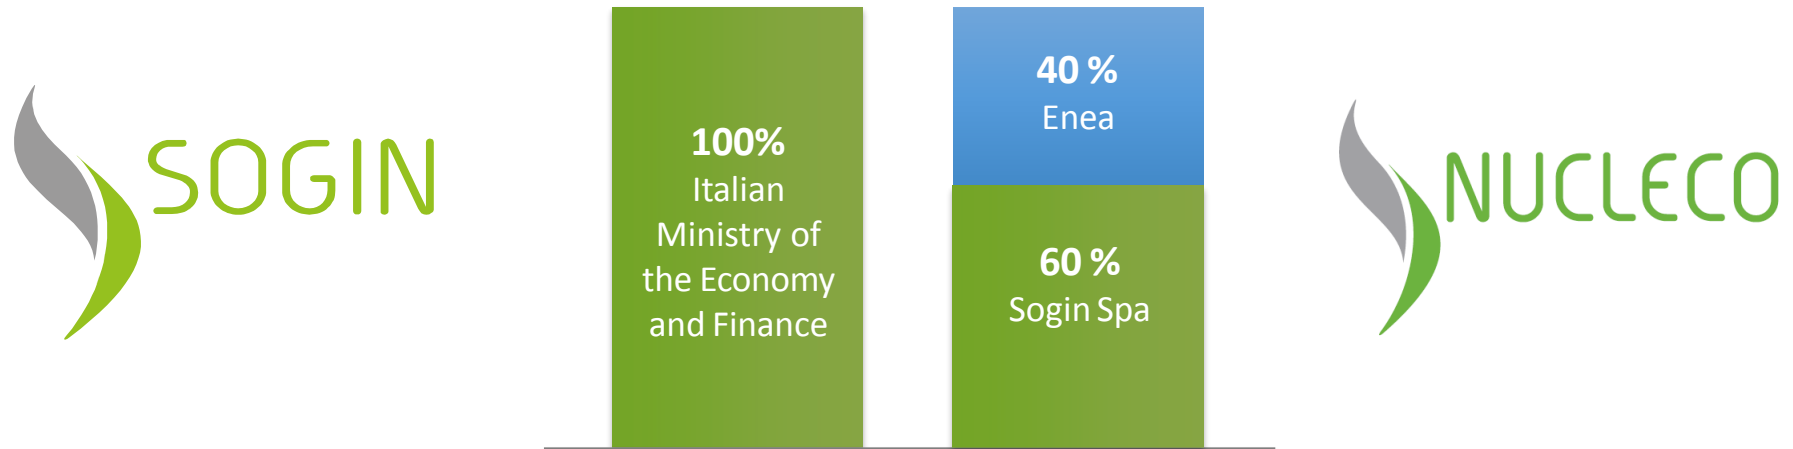 SOGIN
100%
Italian
Ministry of
the Economy
and Finance
40 %
Enea
60 %
Sogin Spa
NUCLECO